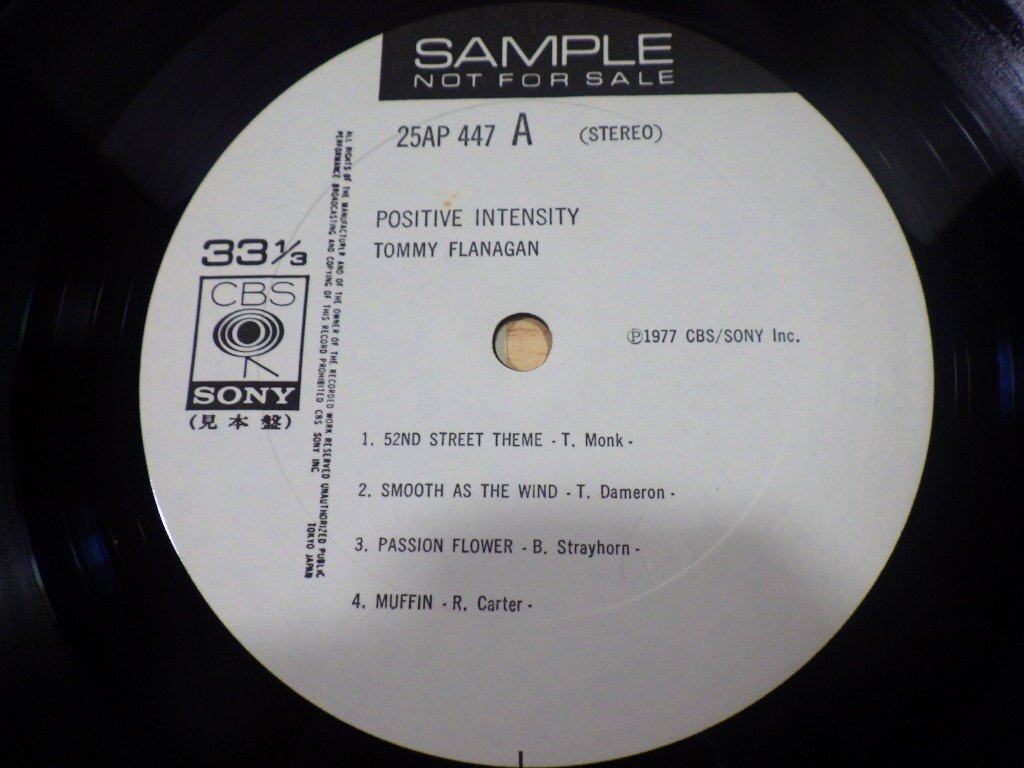 SAMPLE
NOT FOR SALE
25AP 447 A (STEREO)
POSITIVE INTENSITY
TOMMY FLANAGAN
33⅓
CBS
SONY
(見本盤)
℗1977 CBS/SONY Inc.
1. 52ND STREET THEME - T. Monk -
2. SMOOTH AS THE WIND - T. Dameron -
3. PASSION FLOWER - B. Strayhorn -
4. MUFFIN - R. Carter -
ALL RIGHTS OF THE MANUFACTURER AND OF THE OWNER OF THE RECORDED WORK RESERVED UNAUTHORIZED PUBLIC
PERFORMANCE BROADCASTING AND COPYING OF THIS RECORD PROHIBITED CBS SONY INC TOKYO JAPAN